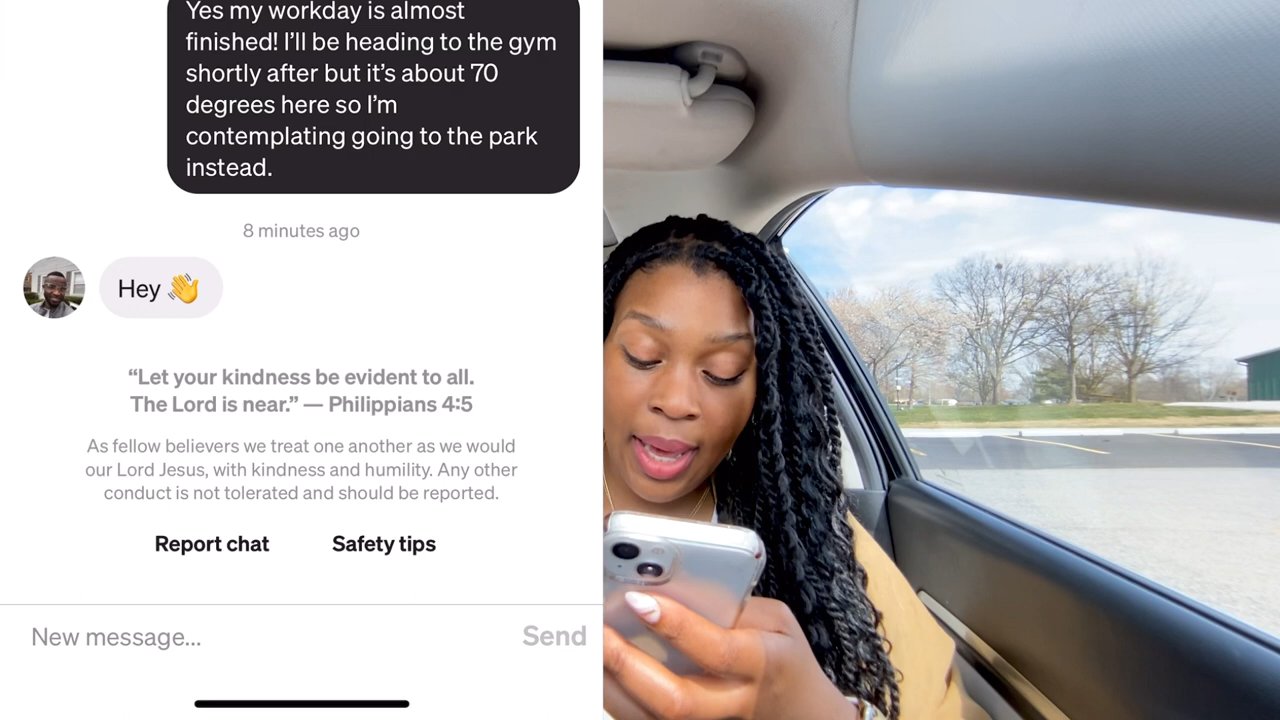 Yes my workday is almost
finished! I’ll be heading to the gym
shortly after but it’s about 70
degrees here so I’m
contemplating going to the park
instead.
8 minutes ago
Hey 👋
“Let your kindness be evident to all.
The Lord is near.” — Philippians 4:5
As fellow believers we treat one another as we would
our Lord Jesus, with kindness and humility. Any other
conduct is not tolerated and should be reported.
Report chat Safety tips
New message... Send